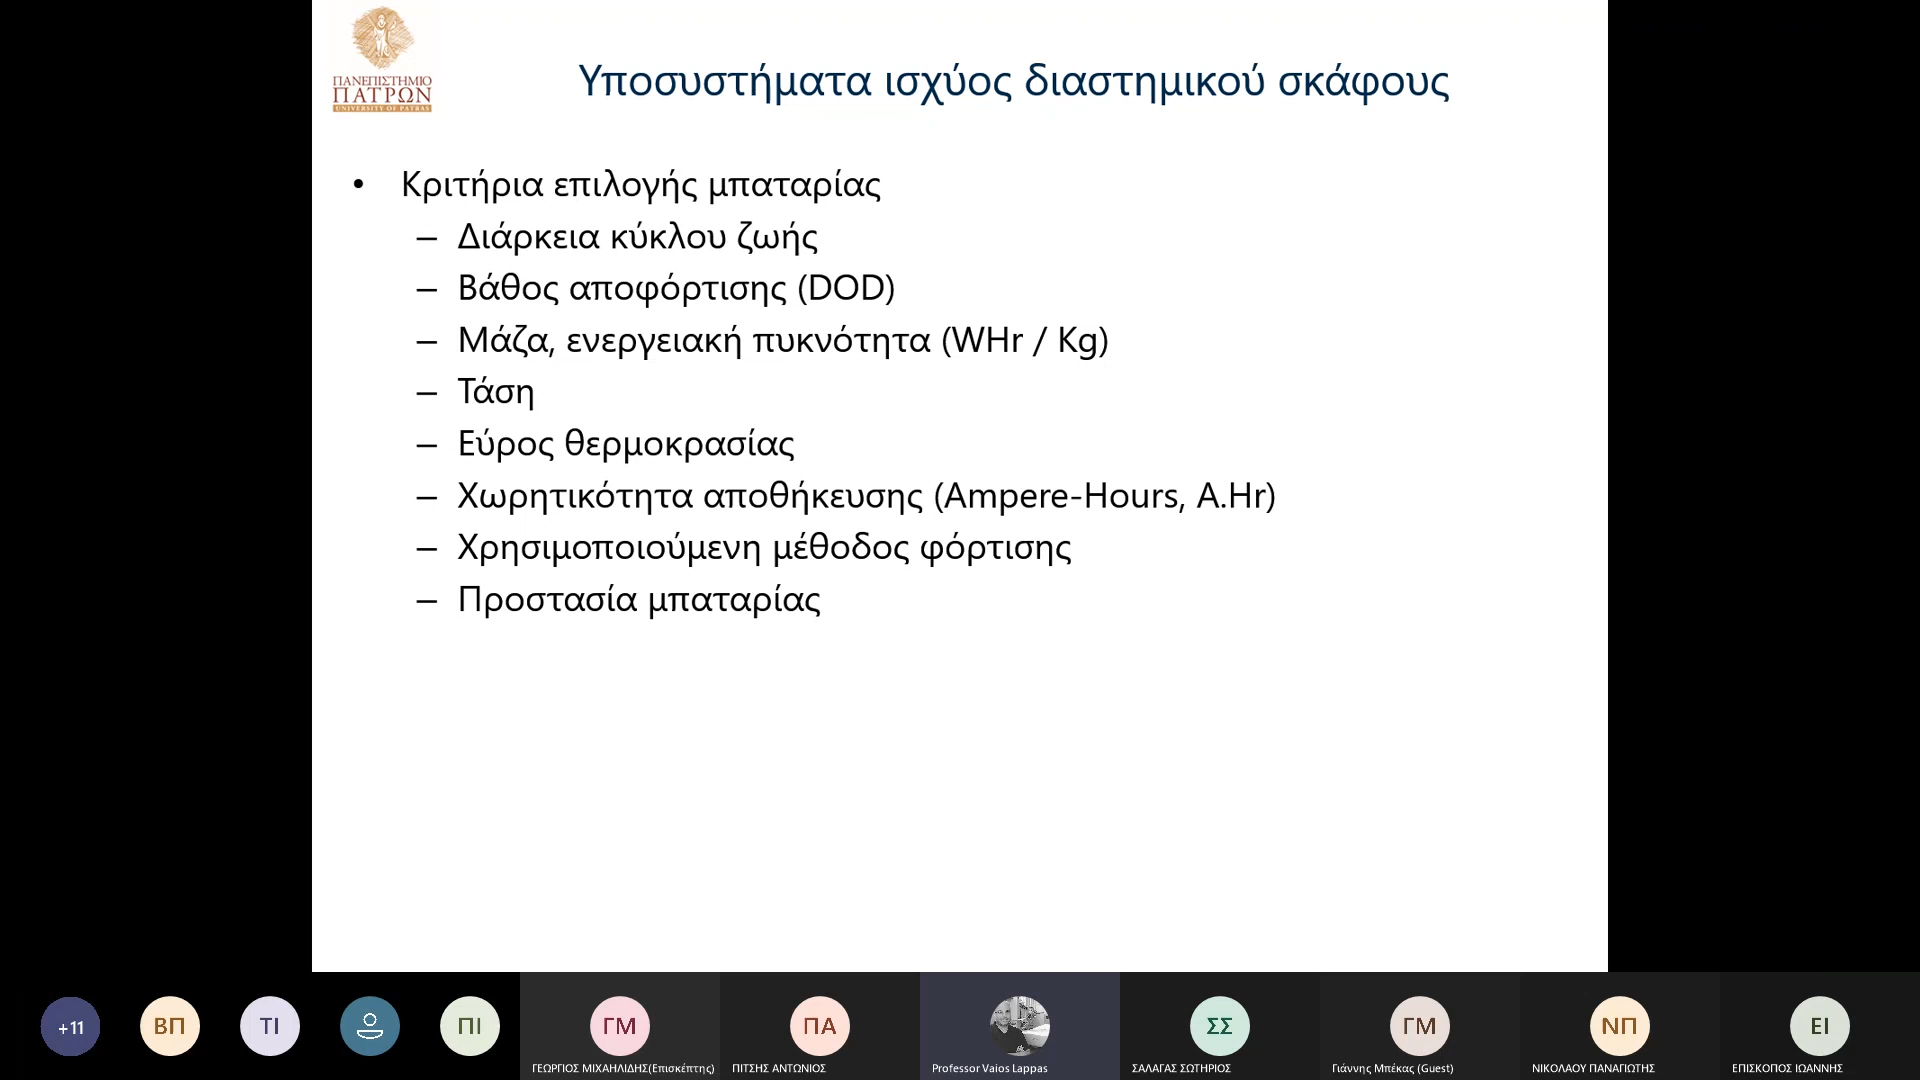 ΠΑΝΕΠΙΣΤΗΜΙΟ
ΠΑΤΡΩΝ
UNIVERSITY OF PATRAS
Υποσυστήματα ισχύος διαστημικού σκάφους
• Κριτήρια επιλογής μπαταρίας
– Διάρκεια κύκλου ζωής
– Βάθος αποφόρτισης (DOD)
– Μάζα, ενεργειακή πυκνότητα (WHr / Kg)
– Τάση
– Εύρος θερμοκρασίας
– Χωρητικότητα αποθήκευσης (Ampere-Hours, A.Hr)
– Χρησιμοποιούμενη μέθοδος φόρτισης
– Προστασία μπαταρίας
+11
ΒΠ
ΤΙ
ΠΙ
ΓΜ
ΠΑ
ΣΣ
ΓΜ
ΝΠ
ΕΙ
ΓΕΩΡΓΙΟΣ ΜΙΧΑΗΛΙΔΗΣ(Επισκέπτης)
ΠΙΤΣΗΣ ΑΝΤΩΝΙΟΣ
Professor Vaios Lappas
ΣΑΛΑΓΑΣ ΣΩΤΗΡΙΟΣ
Γιάννης Μπέκας (Guest)
ΝΙΚΟΛΑΟΥ ΠΑΝΑΓΙΩΤΗΣ
ΕΠΙΣΚΟΠΟΣ ΙΩΑΝΝΗΣ